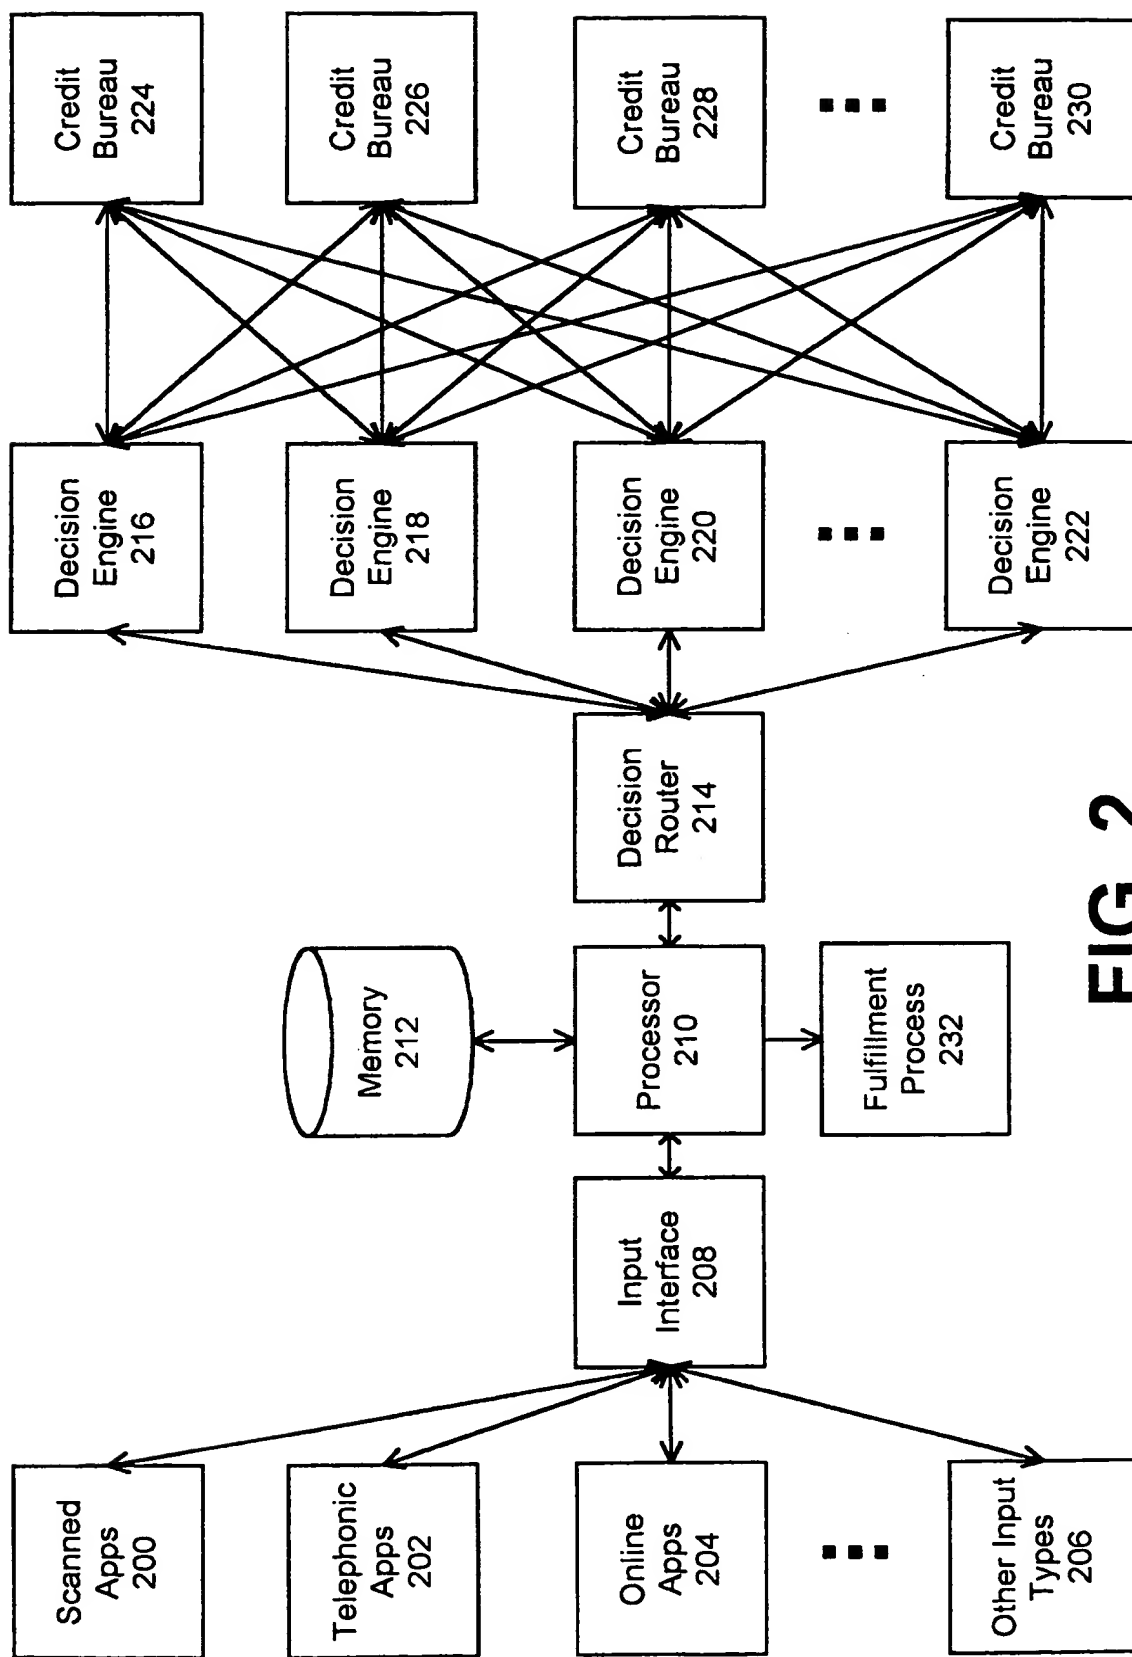 Scanned
Apps
200
Telephonic
Apps
202
Online
Apps
204
Other Input
Types
206
Input
Interface
208
Memory
212
Processor
210
Fulfillment
Process
232
Decision
Router
214
Decision
Engine
216
Decision
Engine
218
Decision
Engine
220
Decision
Engine
222
Credit
Bureau
224
Credit
Bureau
226
Credit
Bureau
228
Credit
Bureau
230
FIG. 2